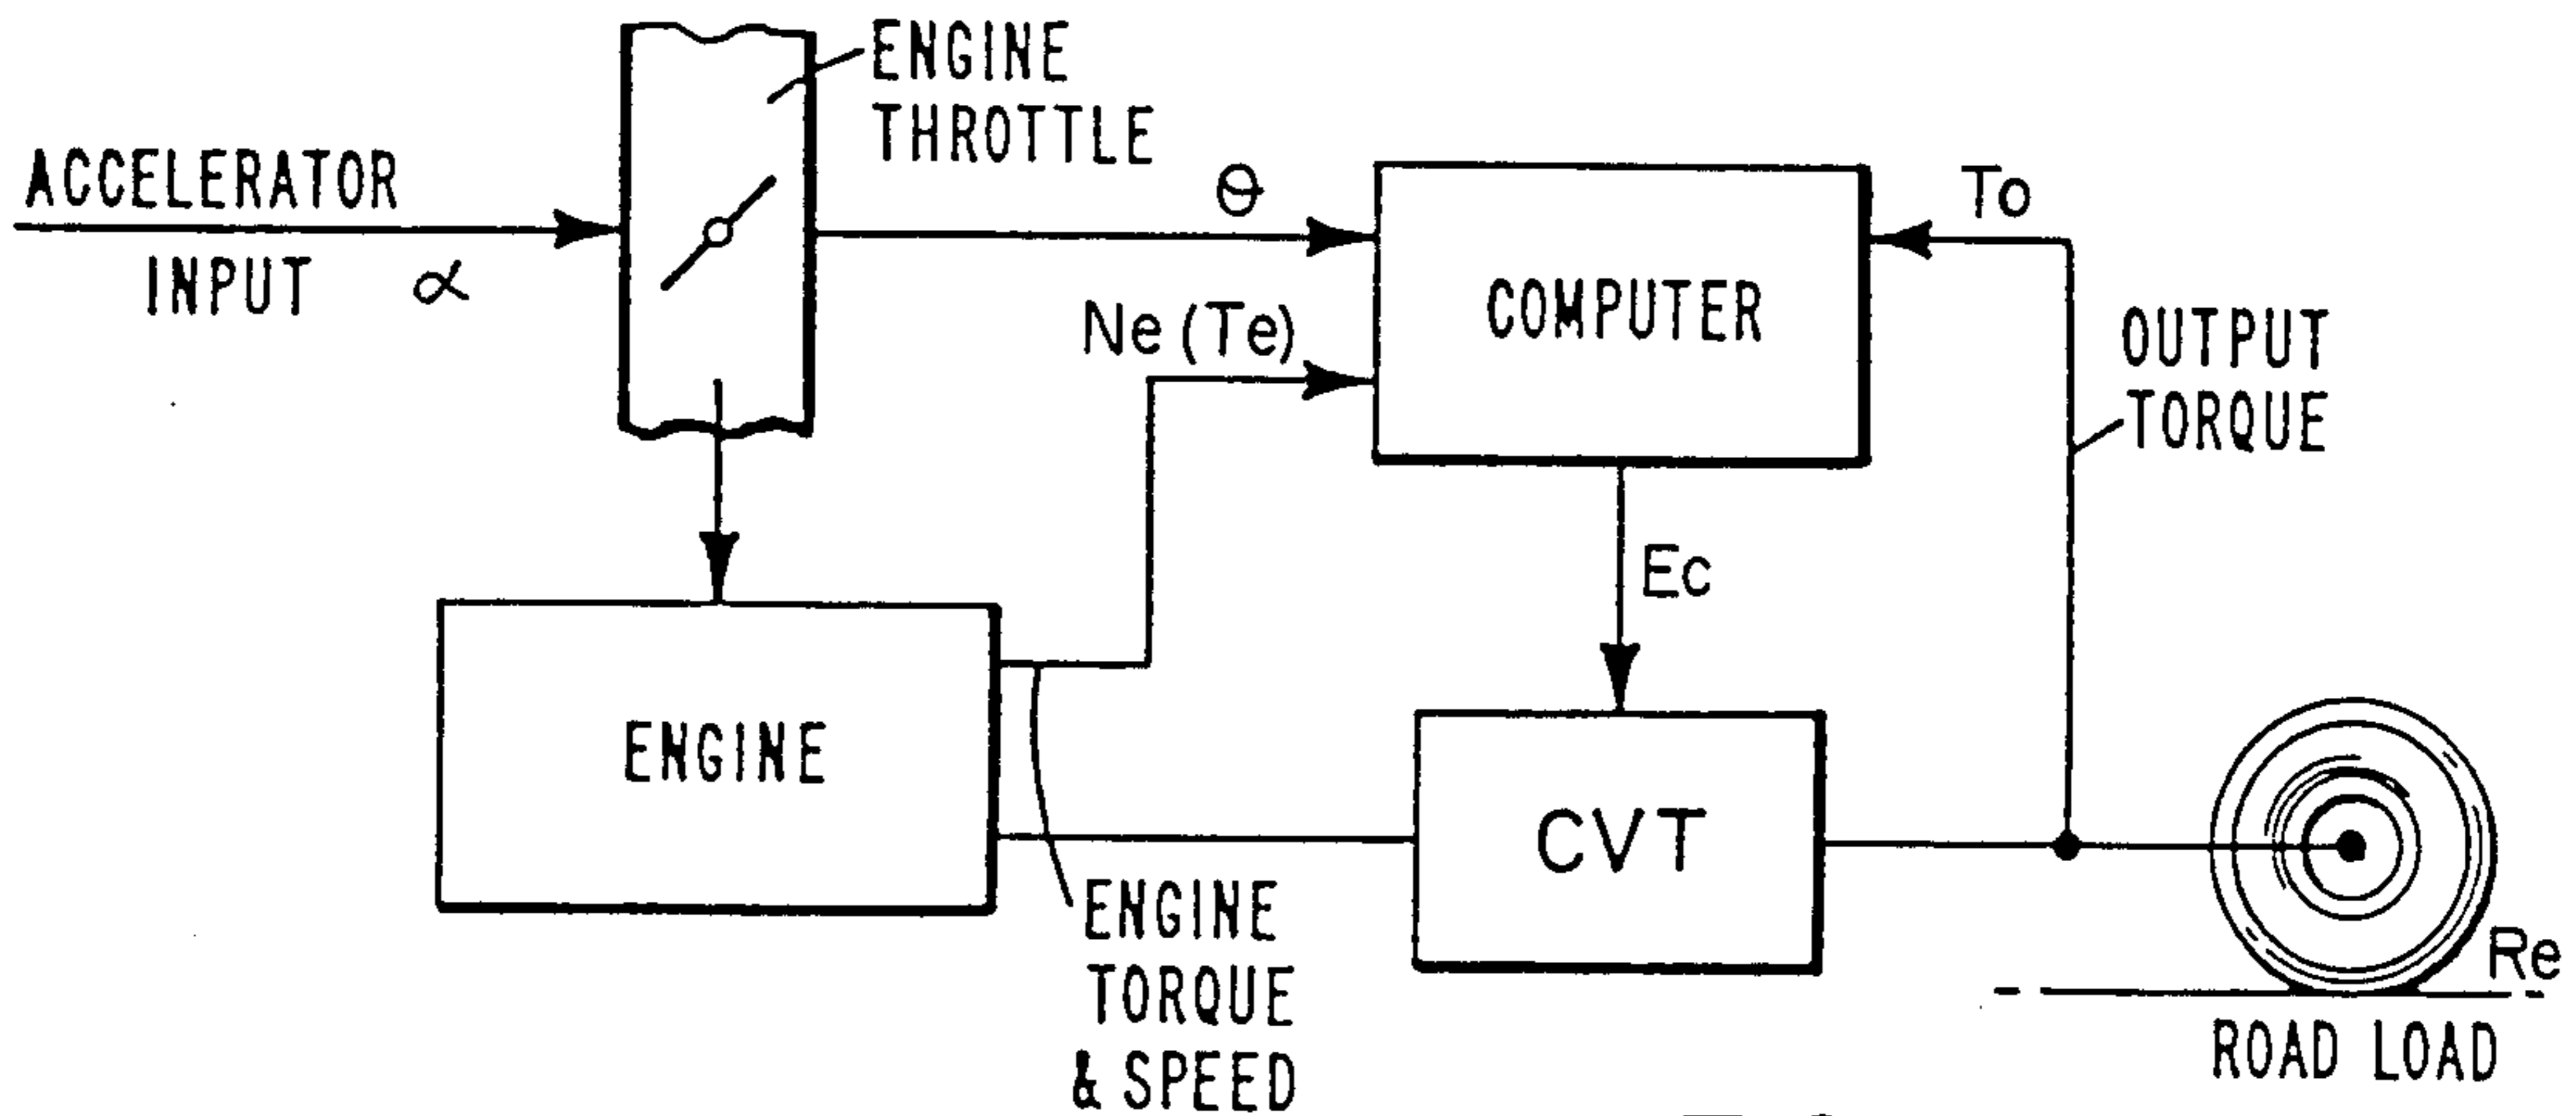 ENGINE
THROTTLE
ACCELERATOR
INPUT α
θ
To
Ne (Te)
COMPUTER
OUTPUT
TORQUE
Ec
ENGINE
CVT
ENGINE
TORQUE
& SPEED
Re
ROAD LOAD